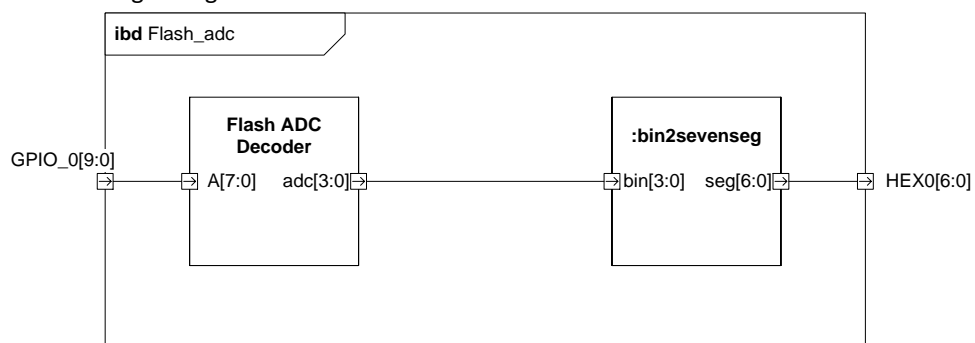 ibd Flash_adc
Flash ADC
Decoder
:bin2sevenseg
GPIO_0[9:0]
A[7:0]
adc[3:0]
bin[3:0]
seg[6:0]
HEX0[6:0]